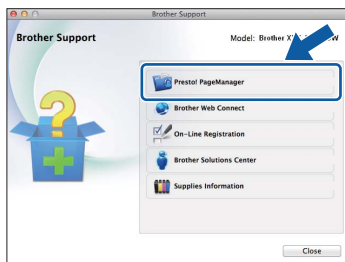 Brother Support
Brother Support
Model: Brother
Presto! PageManager
Brother Web Connect
On-Line Registration
Brother Solutions Center
Supplies Information
Close